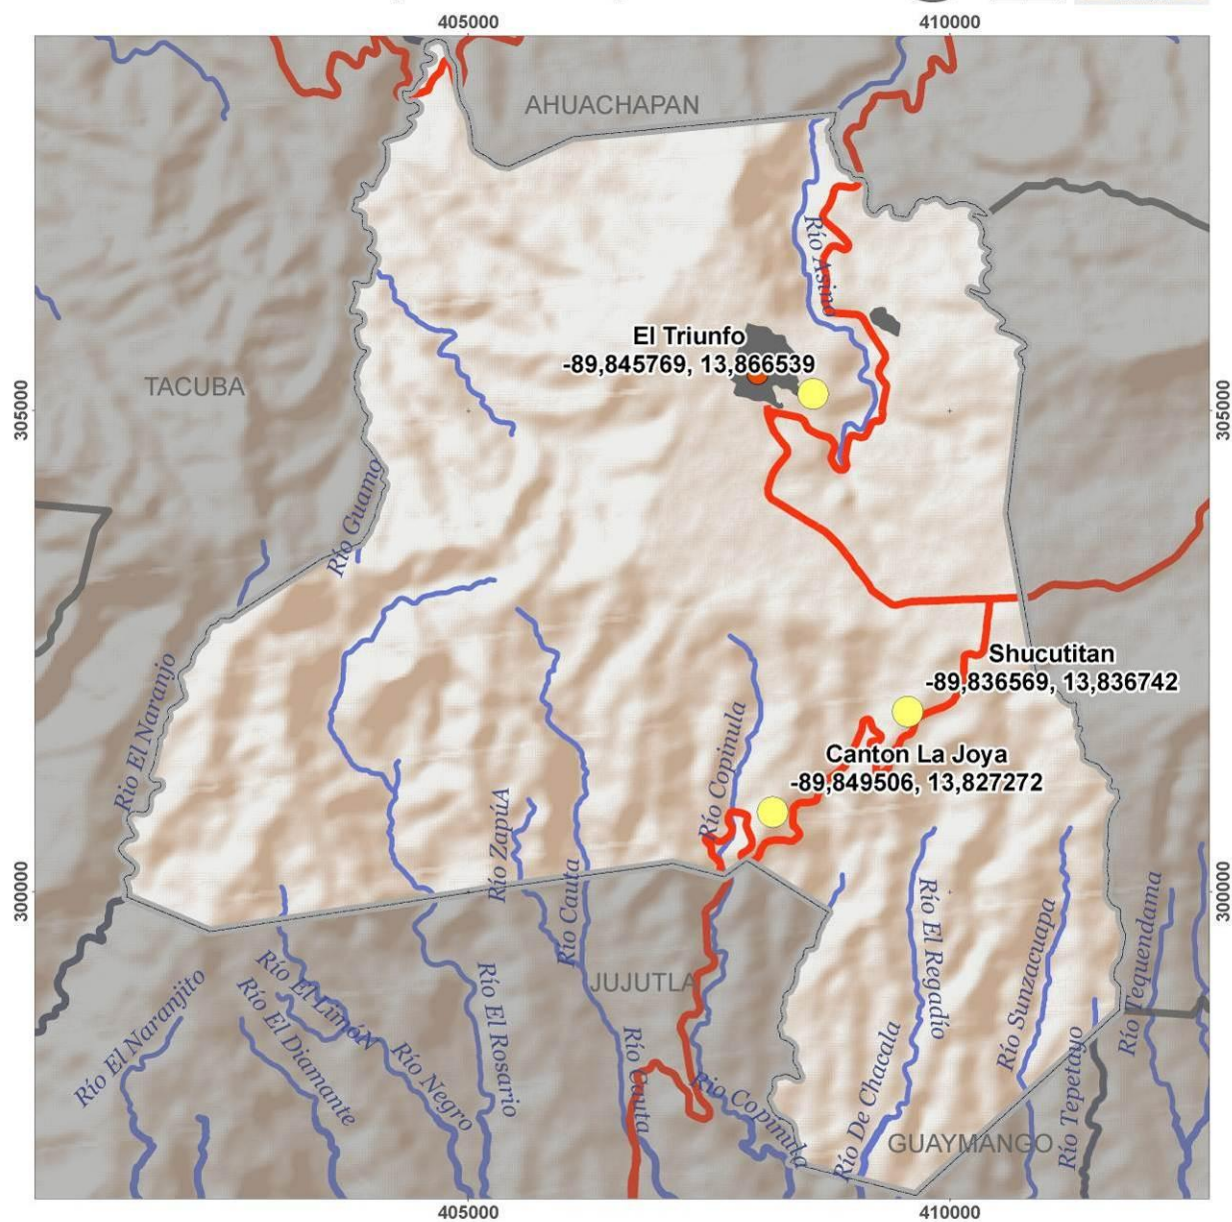 405000
410000
AHUACHAPAN
Río Asino
El Triunfo
-89,845769, 13,866539
TACUBA
305000
305000
Río Guamo
Shucutitan
-89,836569, 13,836742
Rio El Naranjo
Río Copinula
Canton La Joya
-89,849506, 13,827272
Río ZapÚA
Río Cauta
300000
300000
Río El Regadío
Río Sunzacuapa
Río Tequendama
JUJUTLA
Río El Naranjito
Río El LimóN
Río El Diamante
Río El Rosario
Río Negro
Río Cauta
Rio Copinula
Río De Chacala
GUAYMANGO
Río Tepetayo
405000
410000